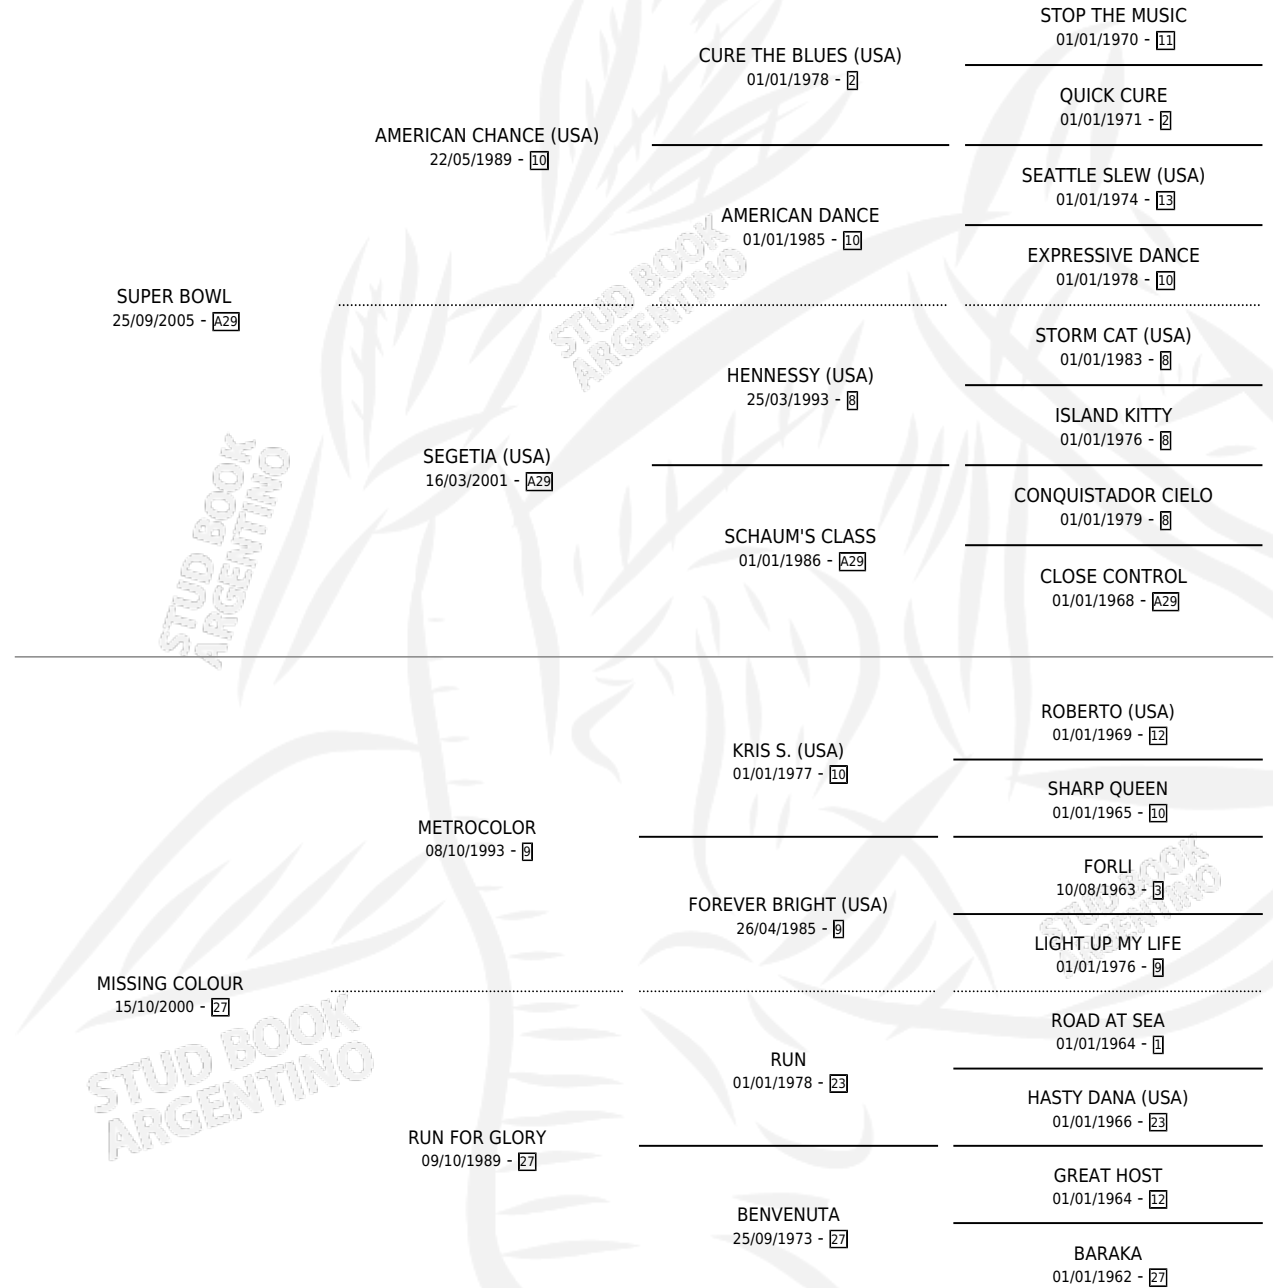 STOP THE MUSIC
01/01/1970 - 11
CURE THE BLUES (USA)
01/01/1978 - 2
QUICK CURE
01/01/1971 - 2
AMERICAN CHANCE (USA)
22/05/1989 - 10
SEATTLE SLEW (USA)
01/01/1974 - 13
AMERICAN DANCE
01/01/1985 - 10
EXPRESSIVE DANCE
01/01/1978 - 10
SUPER BOWL
25/09/2005 - A29
STUD BOOK
ARGENTINO
STORM CAT (USA)
01/01/1983 - 8
HENNESSY (USA)
25/03/1993 - 8
ISLAND KITTY
01/01/1976 - 8
SEGETIA (USA)
16/03/2001 - A29
CONQUISTADOR CIELO
01/01/1979 - 8
SCHAUM'S CLASS
01/01/1986 - A29
CLOSE CONTROL
01/01/1968 - A29
STUD BOOK
ARGENTINO
ROBERTO (USA)
01/01/1969 - 12
KRIS S. (USA)
01/01/1977 - 10
SHARP QUEEN
01/01/1965 - 10
METROCOLOR
08/10/1993 - 9
FORLI
10/08/1963 - 3
FOREVER BRIGHT (USA)
26/04/1985 - 9
STUD BOOK
ARGENTINO
LIGHT UP MY LIFE
01/01/1976 - 9
MISSING COLOUR
15/10/2000 - 27
ROAD AT SEA
01/01/1964 - 1
RUN
01/01/1978 - 23
HASTY DANA (USA)
01/01/1966 - 23
STUD BOOK
ARGENTINO
RUN FOR GLORY
09/10/1989 - 27
GREAT HOST
01/01/1964 - 12
BENVENUTA
25/09/1973 - 27
BARAKA
01/01/1962 - 27